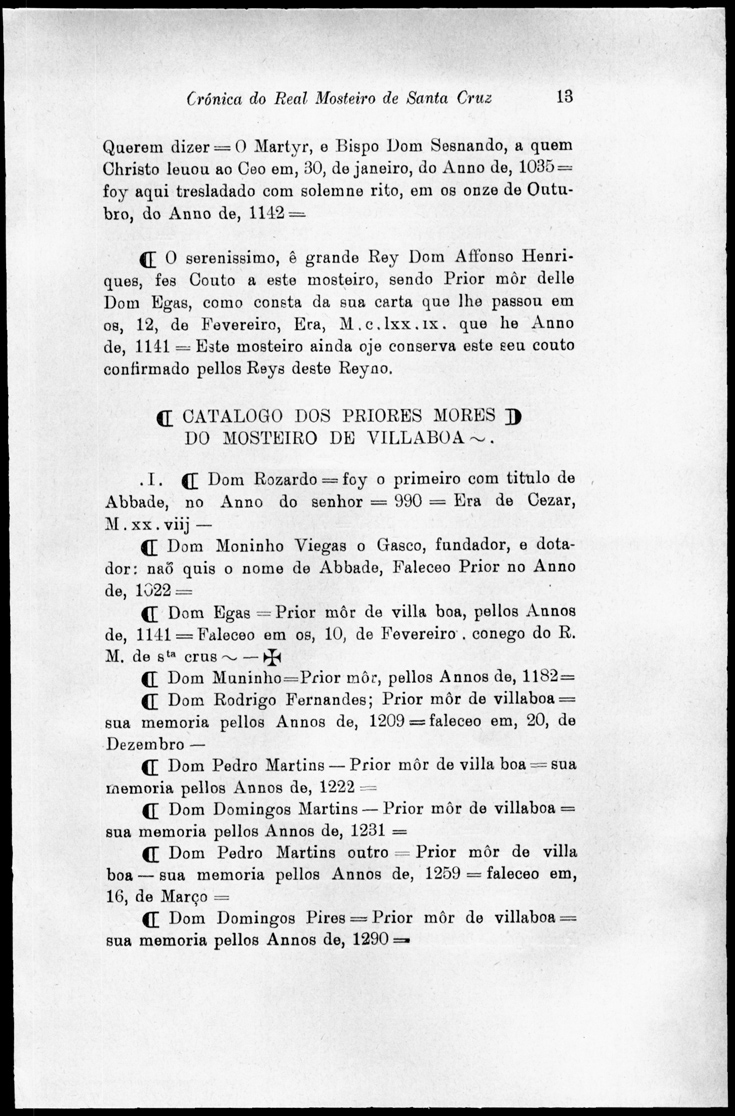 Crónica do Real Mosteiro de Santa Cruz 13
Querem dizer = O Martyr, e Bispo Dom Sesnando, a quem
Christo leuou ao Ceo em, 30, de janeiro, do Anno de, 1035 =
foy aqui tresladado com solemne rito, em os onze de Outu-
bro, do Anno de, 1142 =
⁋ O serenissimo, ê grande Rey Dom Affonso Henri-
ques, fes Couto a este mosteiro, sendo Prior môr delle
Dom Egas, como consta da sua carta que lhe passou em
os, 12, de Fevereiro, Era, M.c.lxx.ıx. que he Anno
de, 1141 = Este mosteiro ainda oje conserva este seu couto
confirmado pellos Reys deste Reyno.
⁋ CATALOGO DOS PRIORES MORES ⁋
DO MOSTEIRO DE VILLABOA ~.
.I. ⁋ Dom Rozardo = foy o primeiro com titulo de
Abbade, no Anno do senhor = 990 = Era de Cezar,
M.xx.viij —
⁋ Dom Moninho Viegas o Gasco, fundador, e dota-
dor: naõ quis o nome de Abbade, Faleceo Prior no Anno
de, 1022 =
⁋ Dom Egas = Prior môr de villa boa, pellos Annos
de, 1141 = Faleceo em os, 10, de Fevereiro. conego do R.
M. de sᵗᵃ crus ~ — ✠
⁋ Dom Muninho=Prior môr, pellos Annos de, 1182=
⁋ Dom Rodrigo Fernandes; Prior môr de villaboa =
sua memoria pellos Annos de, 1209 = faleceo em, 20, de
Dezembro —
⁋ Dom Pedro Martins — Prior môr de villa boa = sua
memoria pellos Annos de, 1222 =
⁋ Dom Domingos Martins — Prior môr de villaboa =
sua memoria pellos Annos de, 1231 =
⁋ Dom Pedro Martins outro = Prior môr de villa
boa — sua memoria pellos Annos de, 1259 = faleceo em,
16, de Março =
⁋ Dom Domingos Pires = Prior môr de villaboa =
sua memoria pellos Annos de, 1290 =